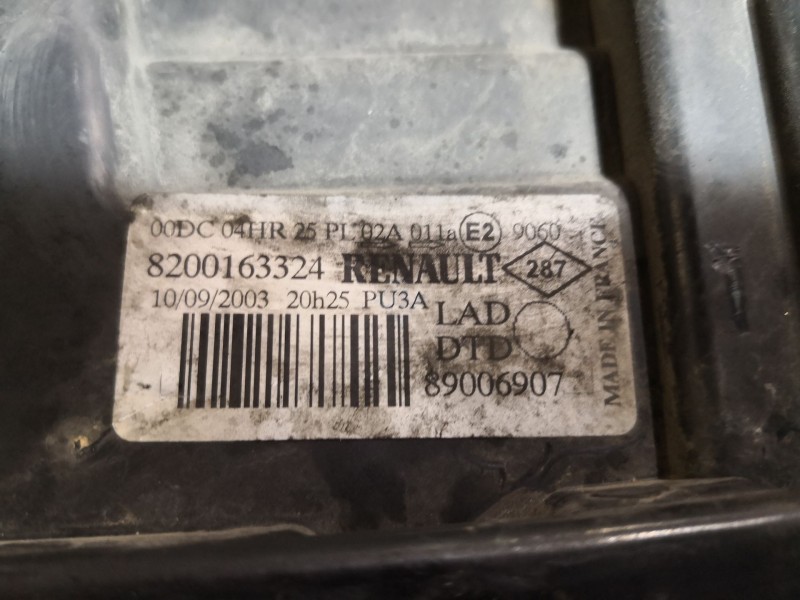 00DC 04HR 25 PL 02A 011a E2 9060
8200163324 RENAULT 287
10/09/2003 20h25 PU3A LAD
DTD
89006907
MADE IN FRANCE